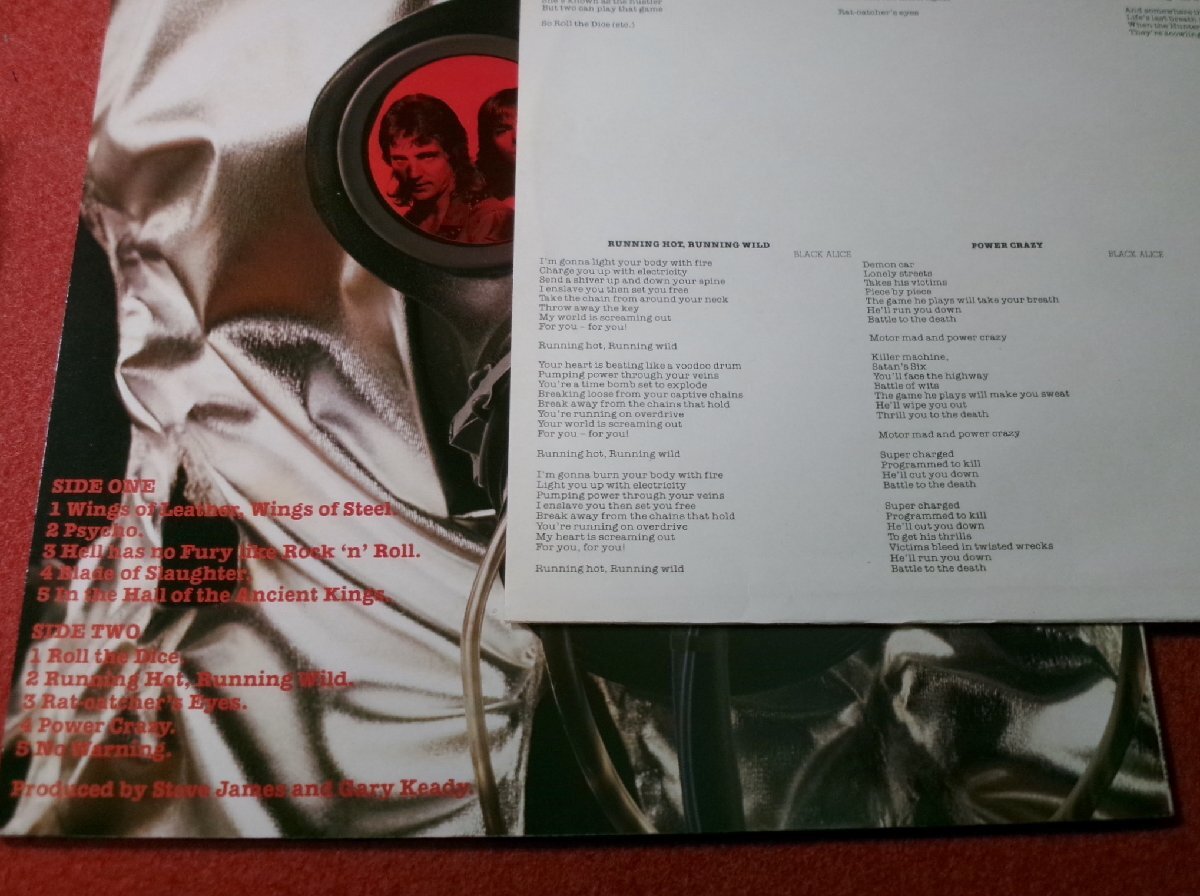 She's known as the hustler
But two can play that game
So Roll the Dice (etc.)
Rat-catcher's eyes
And somewhere
Life's last breath
When the Hunter
They're snowling
RUNNING HOT, RUNNING WILD
BLACK ALICE
I'm gonna light your body with fire
Charge you up with electricity
Send a shiver up and down your spine
I enslave you then set you free
Take the chain from around your neck
Throw away the key
My world is screaming out
For you – for you!
Running hot, Running wild
Your heart is beating like a voodoo drum
Pumping power through your veins
You're a time bomb set to explode
Breaking loose from your captive chains
Break away from the chains that hold
You're running on overdrive
Your world is screaming out
For you – for you!
Running hot, Running wild
I'm gonna burn your body with fire
Light you up with electricity
Pumping power through your veins
I enslave you then set you free
Break away from the chains that hold
You're running on overdrive
My heart is screaming out
For you, for you!
Running hot, Running wild
POWER CRAZY
BLACK ALICE
Demon car
Lonely streets
Takes his victims
Piece by piece
The game he plays will take your breath
He'll run you down
Battle to the death
Motor mad and power crazy
Killer machine,
Satan's Six
You'll face the highway
Battle of wits
The game he plays will make you sweat
He'll wipe you out
Thrill you to the death
Motor mad and power crazy
Super charged
Programmed to kill
He'll cut you down
Battle to the death
Super charged
Programmed to kill
He'll cut you down
To get his thrills
Victims bleed in twisted wrecks
He'll run you down
Battle to the death
SIDE ONE
1 Wings of Leather, Wings of Steel.
2 Psycho.
3 Hell has no Fury like Rock 'n' Roll.
4 Blade of Slaughter.
5 In the Hall of the Ancient Kings.
SIDE TWO
1 Roll the Dice.
2 Running Hot, Running Wild.
3 Rat-catcher's Eyes.
4 Power Crazy.
5 No Warning.
Produced by Steve James and Gary Keady.